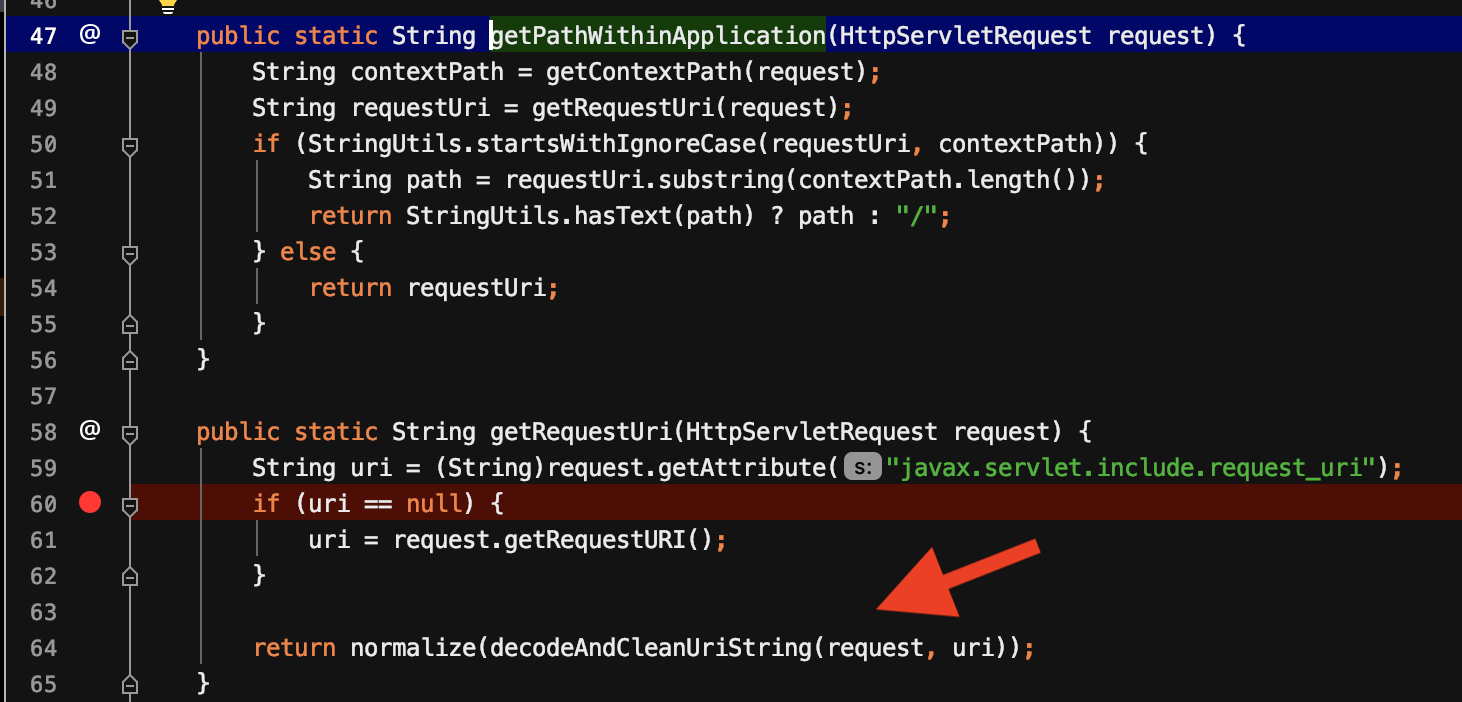 46
47 @ public static String getPathWithinApplication(HttpServletRequest request) {
48 String contextPath = getContextPath(request);
49 String requestUri = getRequestUri(request);
50 if (StringUtils.startsWithIgnoreCase(requestUri, contextPath)) {
51 String path = requestUri.substring(contextPath.length());
52 return StringUtils.hasText(path) ? path : "/";
53 } else {
54 return requestUri;
55 }
56 }
57
58 @ public static String getRequestUri(HttpServletRequest request) {
59 String uri = (String)request.getAttribute( s: "javax.servlet.include.request_uri");
60 if (uri == null) {
61 uri = request.getRequestURI();
62 }
63
64 return normalize(decodeAndCleanUriString(request, uri));
65 }